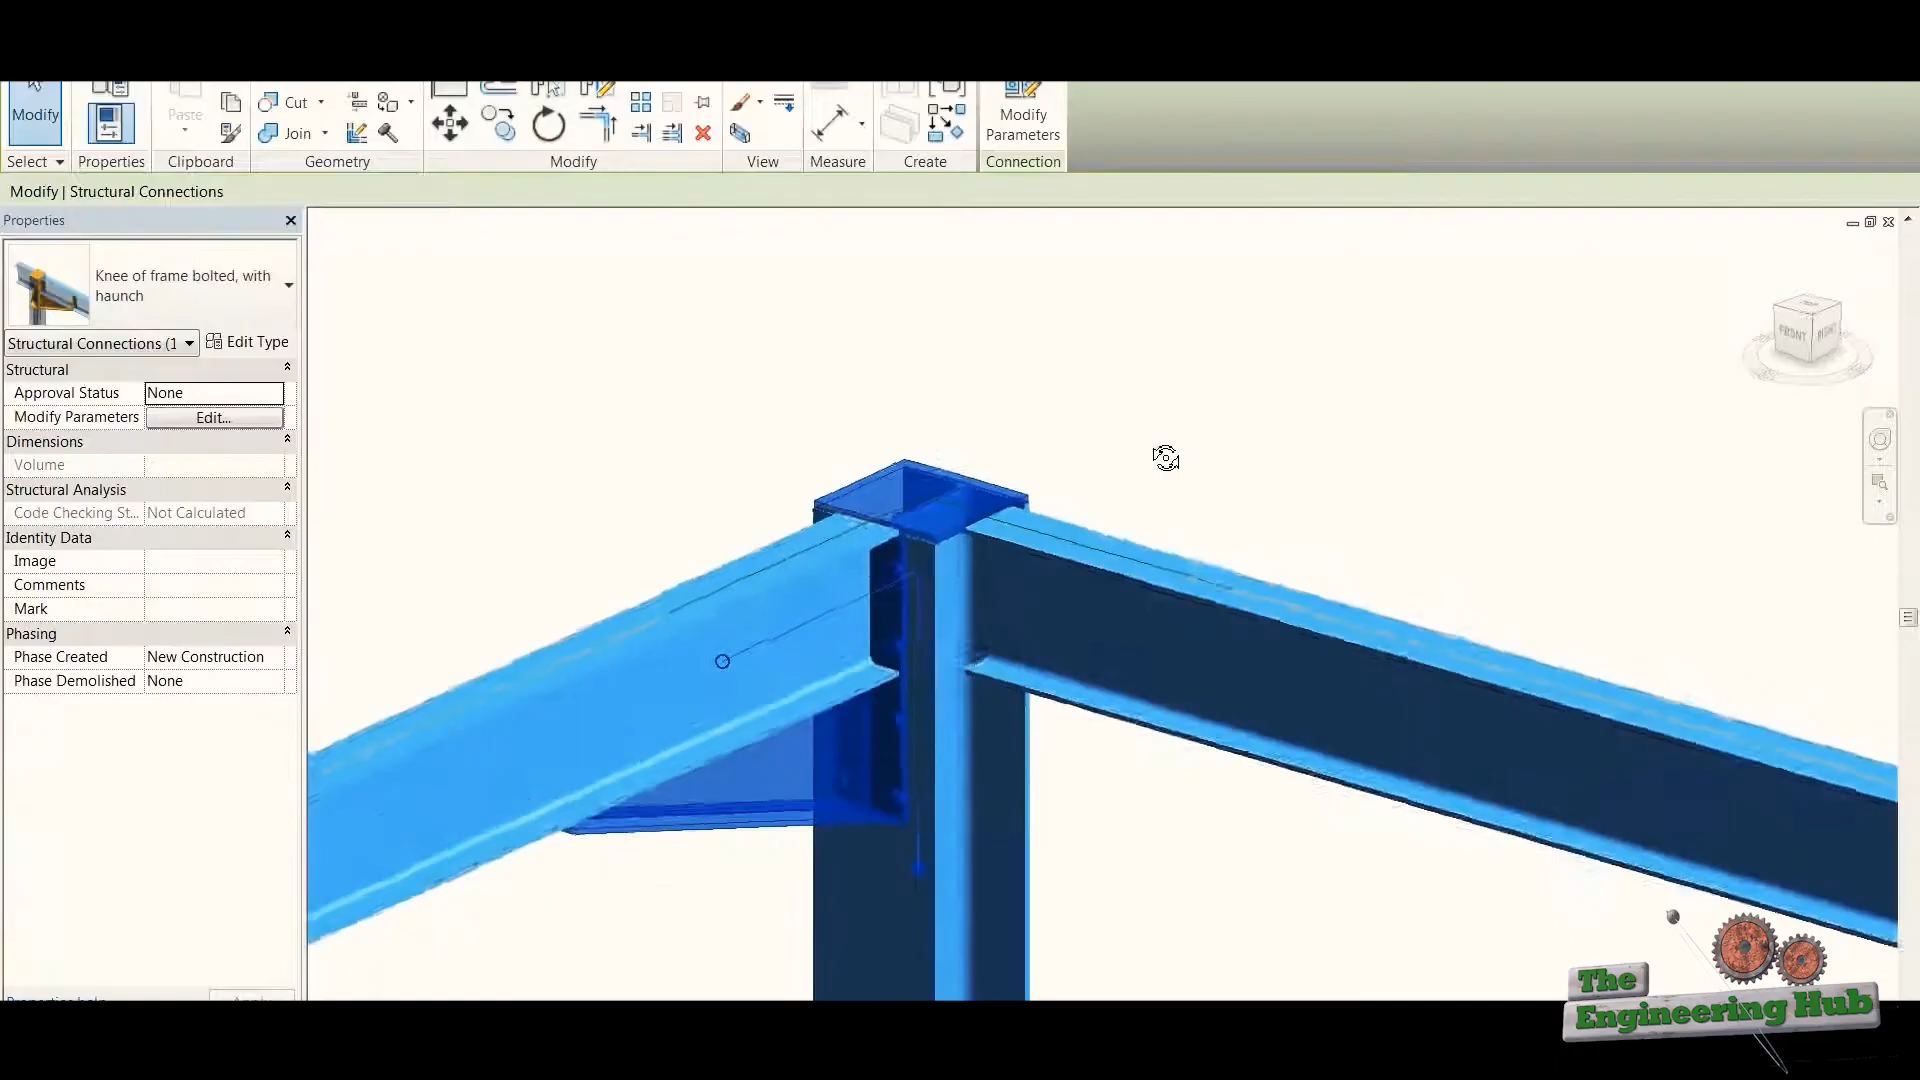 Modify
Paste
Cut
Join
Modify
Parameters
Select
Properties
Clipboard
Geometry
Modify
View
Measure
Create
Connection
Modify | Structural Connections
Properties
Knee of frame bolted, with
haunch
Structural Connections (1
Edit Type
Structural
Approval Status
None
Modify Parameters
Edit...
Dimensions
Volume
Structural Analysis
Code Checking St...
Not Calculated
Identity Data
Image
Comments
Mark
Phasing
Phase Created
New Construction
Phase Demolished
None
FRONT
RIGHT
The
Engineering Hub